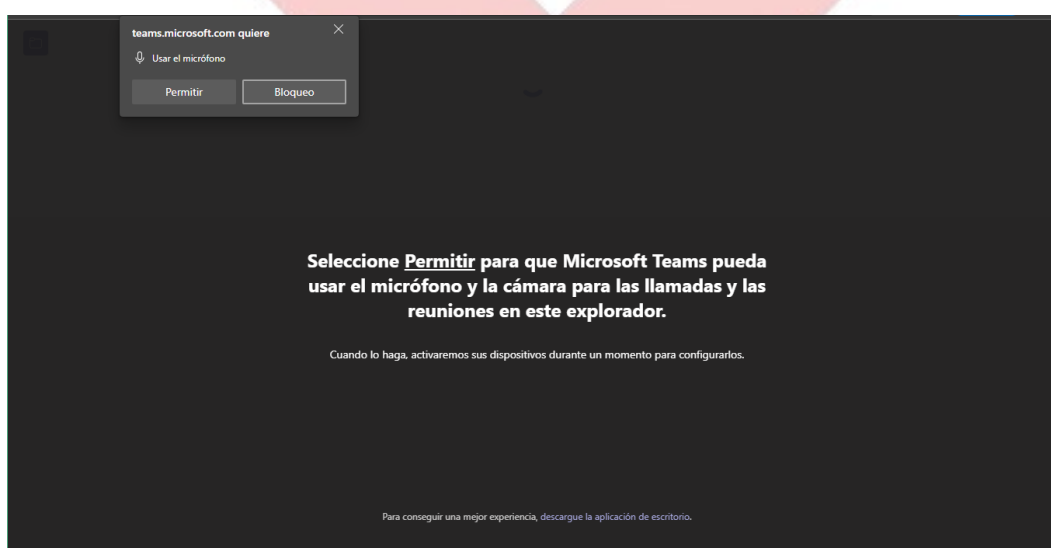 teams.microsoft.com quiere
Usar el micrófono
Permitir Bloqueo
Seleccione Permitir para que Microsoft Teams pueda
usar el micrófono y la cámara para las llamadas y las
reuniones en este explorador.
Cuando lo haga, activaremos sus dispositivos durante un momento para configurarlos.
Para conseguir una mejor experiencia, descargue la aplicación de escritorio.